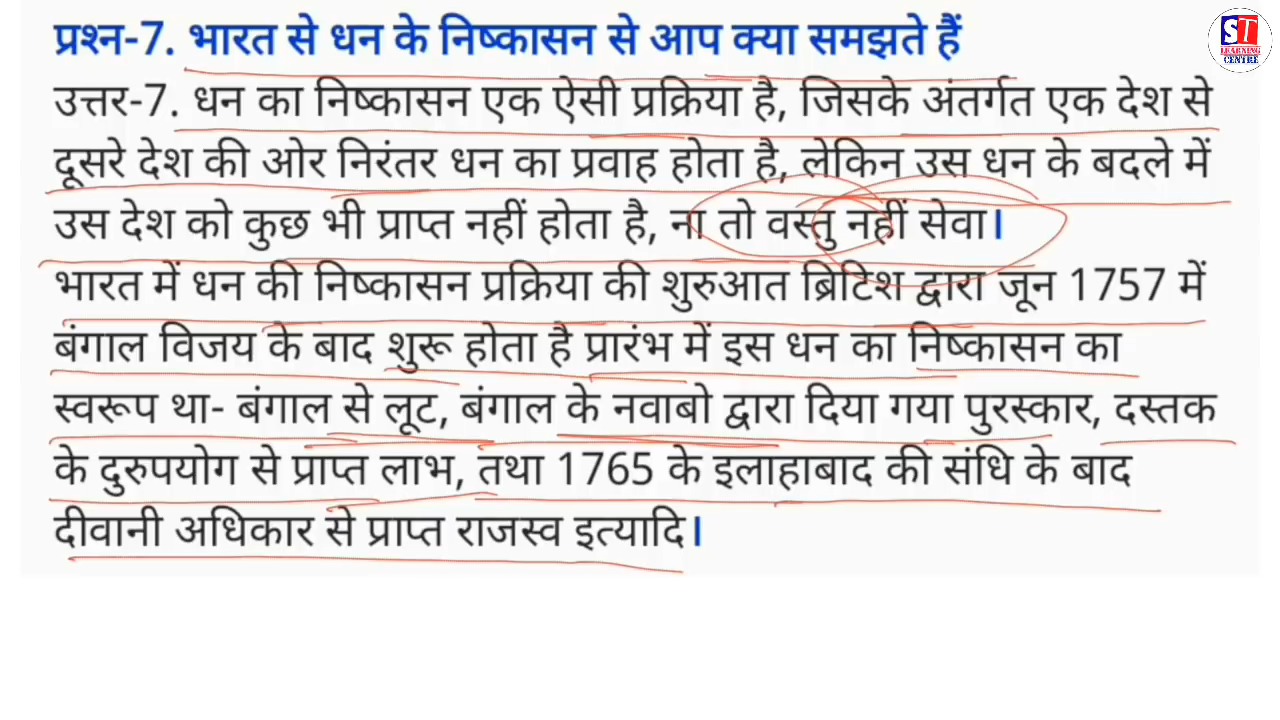 प्रश्न-7. भारत से धन के निष्कासन से आप क्या समझते हैं
ST
LEARNING
CENTRE
उत्तर-7. धन का निष्कासन एक ऐसी प्रक्रिया है, जिसके अंतर्गत एक देश से
दूसरे देश की ओर निरंतर धन का प्रवाह होता है, लेकिन उस धन के बदले में
उस देश को कुछ भी प्राप्त नहीं होता है, ना तो वस्तु नहीं सेवा।
भारत में धन की निष्कासन प्रक्रिया की शुरुआत ब्रिटिश द्वारा जून 1757 में
बंगाल विजय के बाद शुरू होता है प्रारंभ में इस धन का निष्कासन का
स्वरूप था- बंगाल से लूट, बंगाल के नवाबो द्वारा दिया गया पुरस्कार, दस्तक
के दुरुपयोग से प्राप्त लाभ, तथा 1765 के इलाहाबाद की संधि के बाद
दीवानी अधिकार से प्राप्त राजस्व इत्यादि।